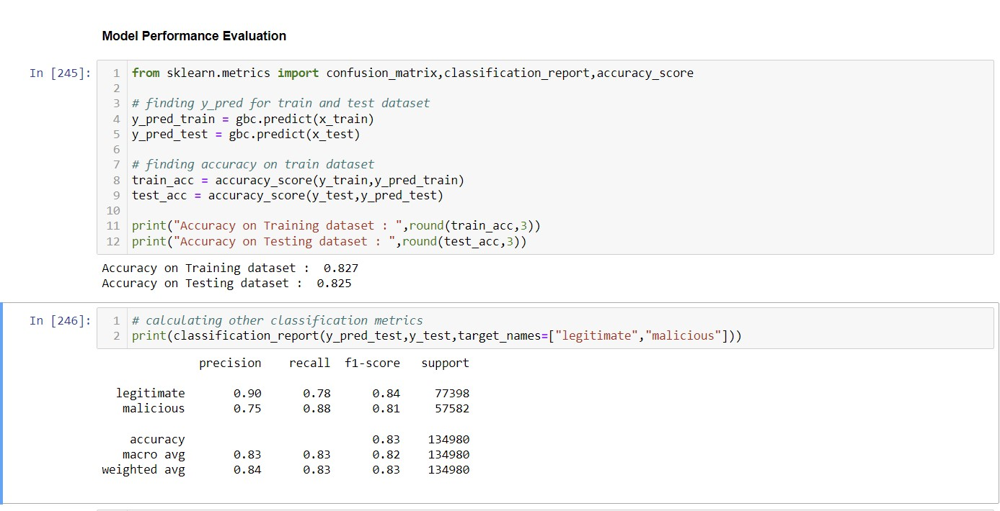 Model Performance Evaluation
In [245]:
1 from sklearn.metrics import confusion_matrix,classification_report,accuracy_score
2
3 # finding y_pred for train and test dataset
4 y_pred_train = gbc.predict(x_train)
5 y_pred_test = gbc.predict(x_test)
6
7 # finding accuracy on train dataset
8 train_acc = accuracy_score(y_train,y_pred_train)
9 test_acc = accuracy_score(y_test,y_pred_test)
10
11 print("Accuracy on Training dataset : ",round(train_acc,3))
12 print("Accuracy on Testing dataset : ",round(test_acc,3))
Accuracy on Training dataset :  0.827
Accuracy on Testing dataset :  0.825
In [246]:
1 # calculating other classification metrics
2 print(classification_report(y_pred_test,y_test,target_names=["legitimate","malicious"]))
precision recall f1-score support
legitimate 0.90 0.78 0.84 77398
malicious 0.75 0.88 0.81 57582
accuracy 0.83 134980
macro avg 0.83 0.83 0.82 134980
weighted avg 0.84 0.83 0.83 134980